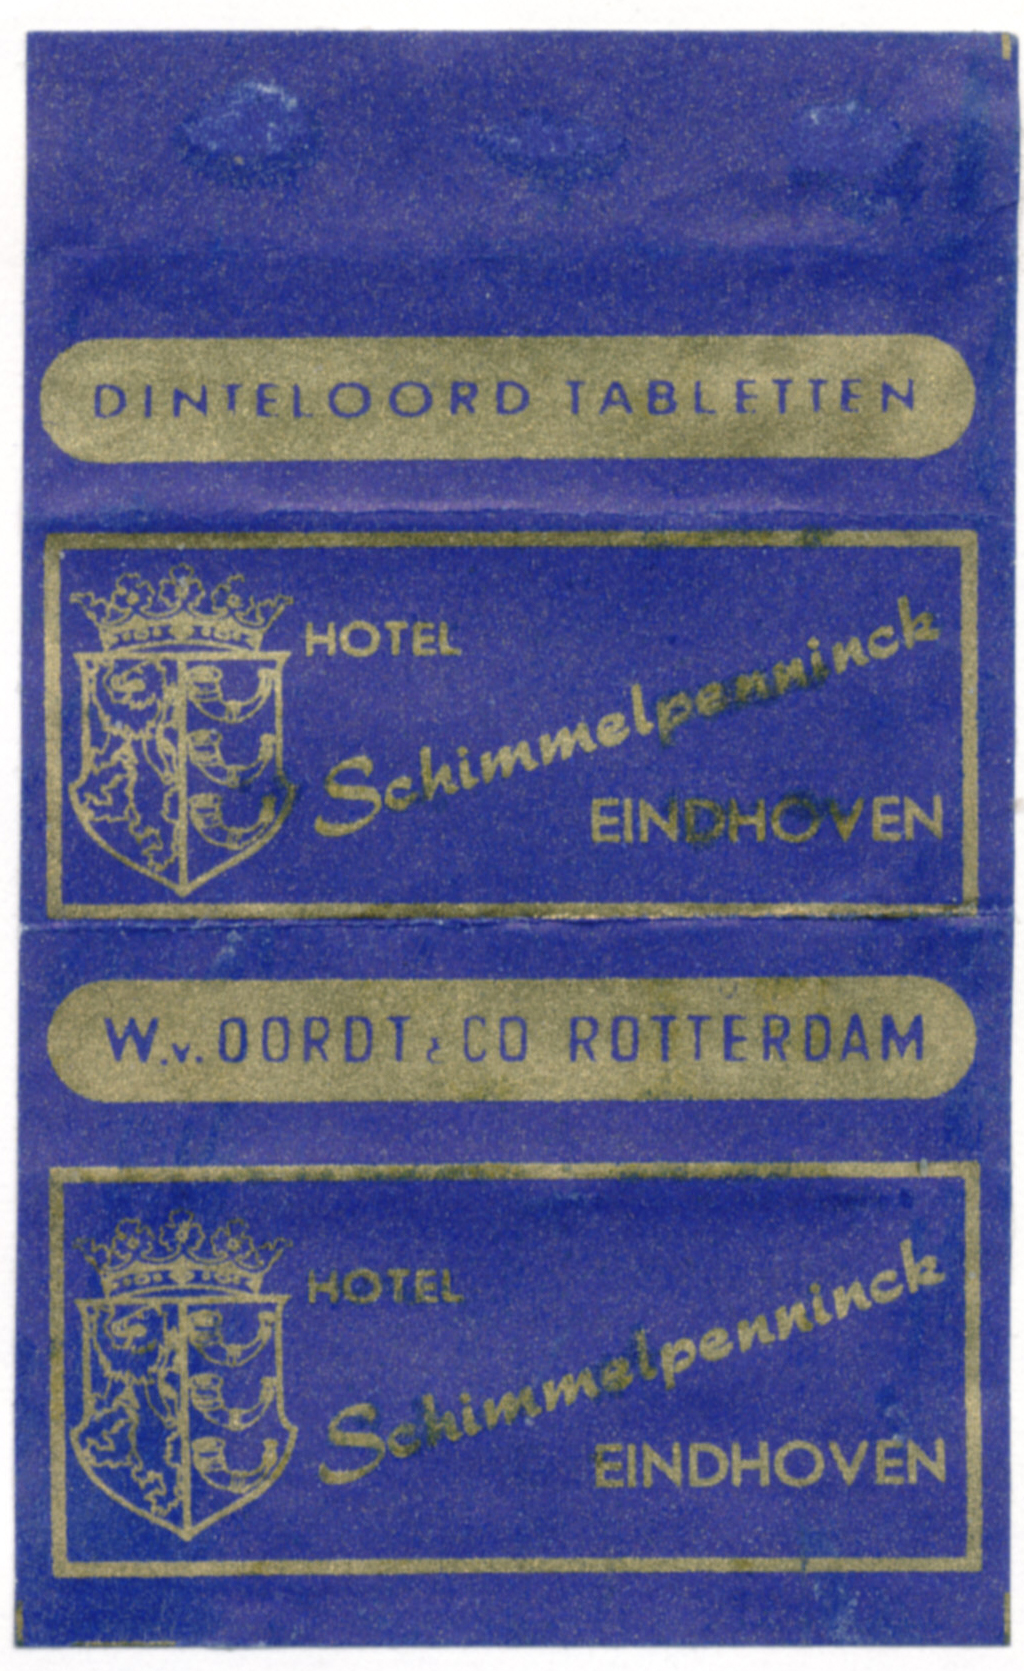 DINTELOORD TABLETTEN
HOTEL
Schimmelpenninck
EINDHOVEN
W.v.OORDT & CO ROTTERDAM
HOTEL
Schimmelpenninck
EINDHOVEN